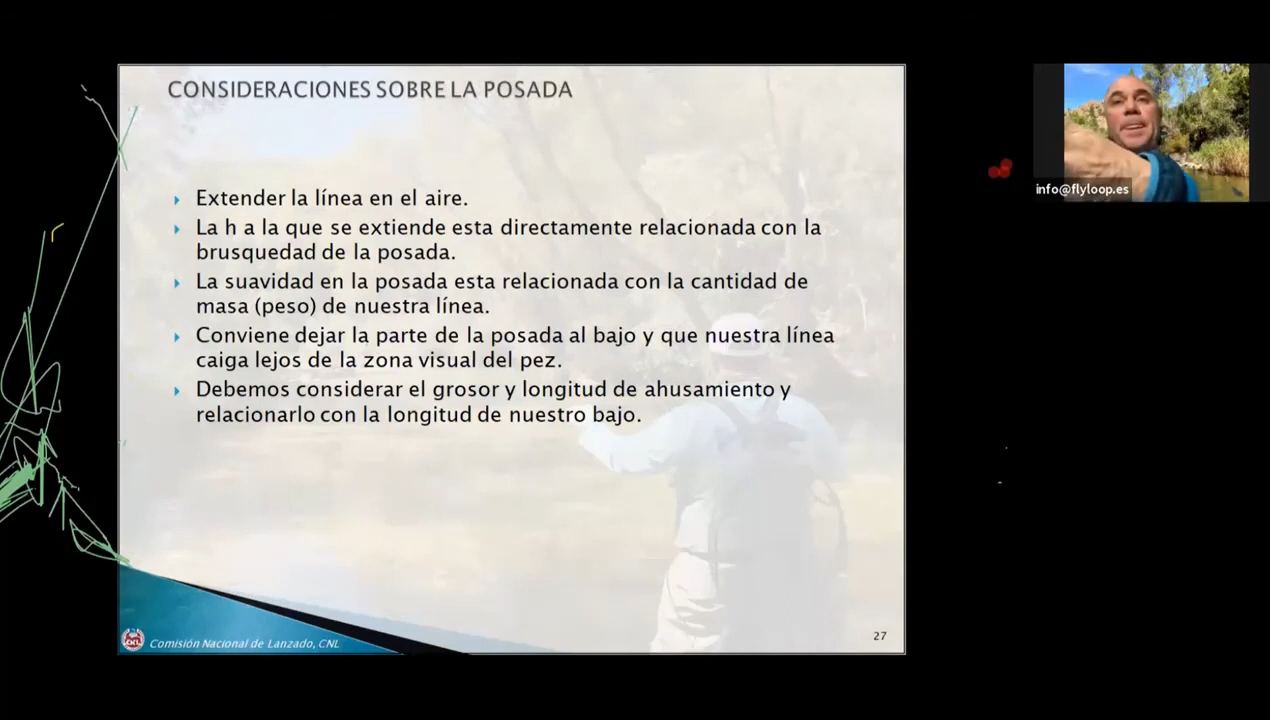 CONSIDERACIONES SOBRE LA POSADA
Extender la línea en el aire.
La h a la que se extiende esta directamente relacionada con la
brusquedad de la posada.
La suavidad en la posada esta relacionada con la cantidad de
masa (peso) de nuestra línea.
Conviene dejar la parte de la posada al bajo y que nuestra línea
caiga lejos de la zona visual del pez.
Debemos considerar el grosor y longitud de ahusamiento y
relacionarlo con la longitud de nuestro bajo.
Comisión Nacional de Lanzado, CNL
27
info@flyloop.es